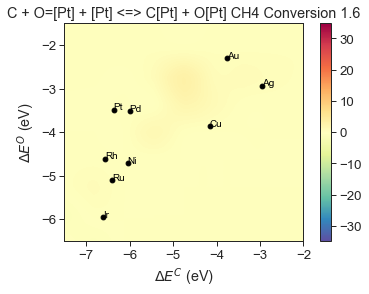 C + O=[Pt] + [Pt] <=> C[Pt] + O[Pt] CH4 Conversion 1.6
−2
−3
−4
−5
−6
ΔE^O (eV)
Au
Ag
Pt
Pd
Cu
Rh
Ni
Ru
Ir
−7
−6
−5
−4
−3
−2
ΔE^C (eV)
30
20
10
0
−10
−20
−30